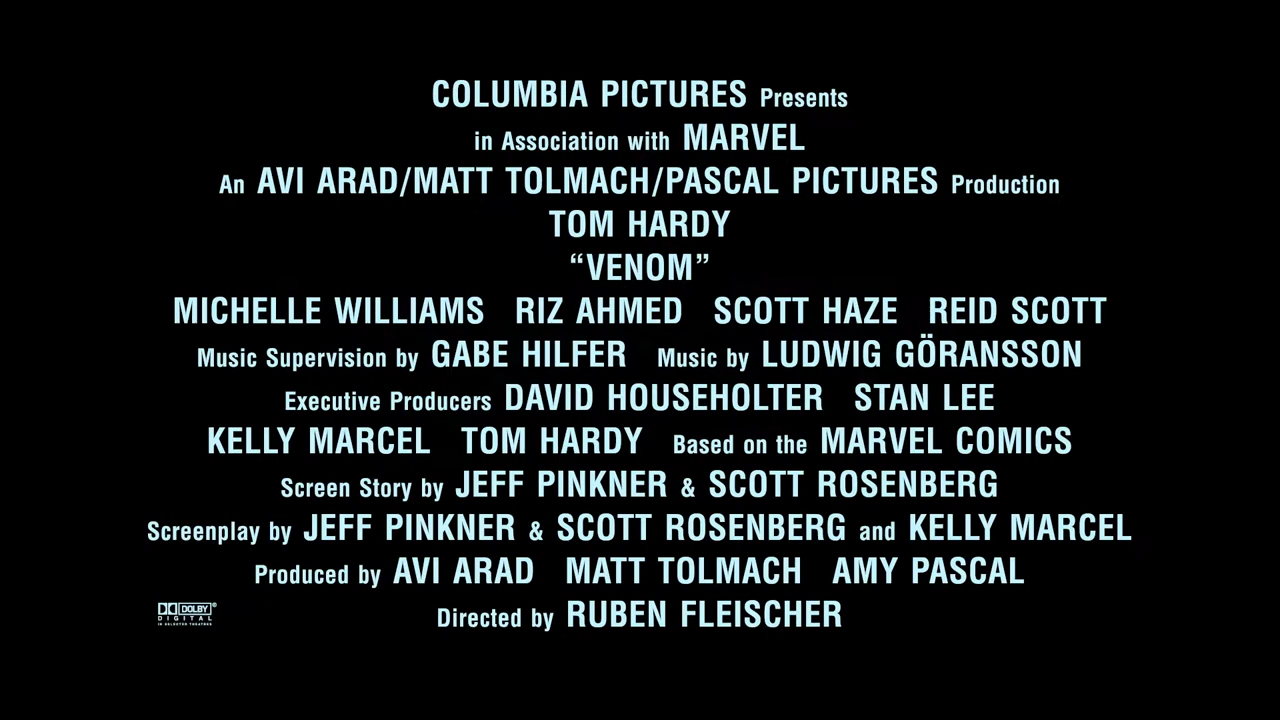 COLUMBIA PICTURES Presents
in Association with MARVEL
An AVI ARAD/MATT TOLMACH/PASCAL PICTURES Production
TOM HARDY
“VENOM”
MICHELLE WILLIAMS RIZ AHMED SCOTT HAZE REID SCOTT
Music Supervision by GABE HILFER Music by LUDWIG GÖRANSSON
Executive Producers DAVID HOUSEHOLTER STAN LEE
KELLY MARCEL TOM HARDY Based on the MARVEL COMICS
Screen Story by JEFF PINKNER & SCOTT ROSENBERG
Screenplay by JEFF PINKNER & SCOTT ROSENBERG and KELLY MARCEL
Produced by AVI ARAD MATT TOLMACH AMY PASCAL
Directed by RUBEN FLEISCHER
DOLBY®
DIGITAL
IN SELECTED THEATRES